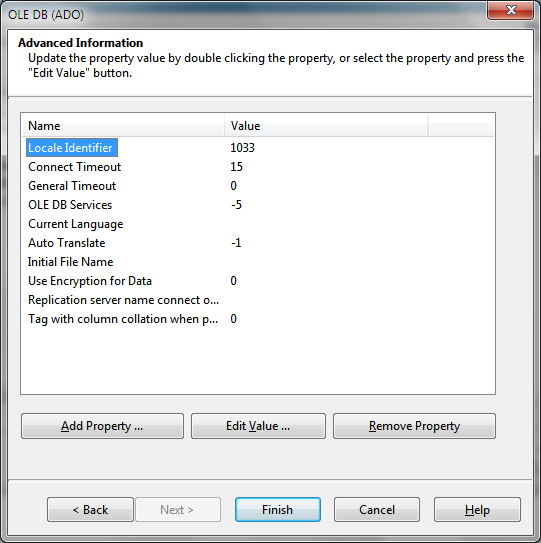 OLE DB (ADO)
Advanced Information
Update the property value by double clicking the property, or select the property and press the
"Edit Value" button.
Name Value
Locale Identifier 1033
Connect Timeout 15
General Timeout 0
OLE DB Services -5
Current Language
Auto Translate -1
Initial File Name
Use Encryption for Data 0
Replication server name connect o...
Tag with column collation when p... 0
Add Property ... Edit Value ... Remove Property
< Back Next > Finish Cancel Help